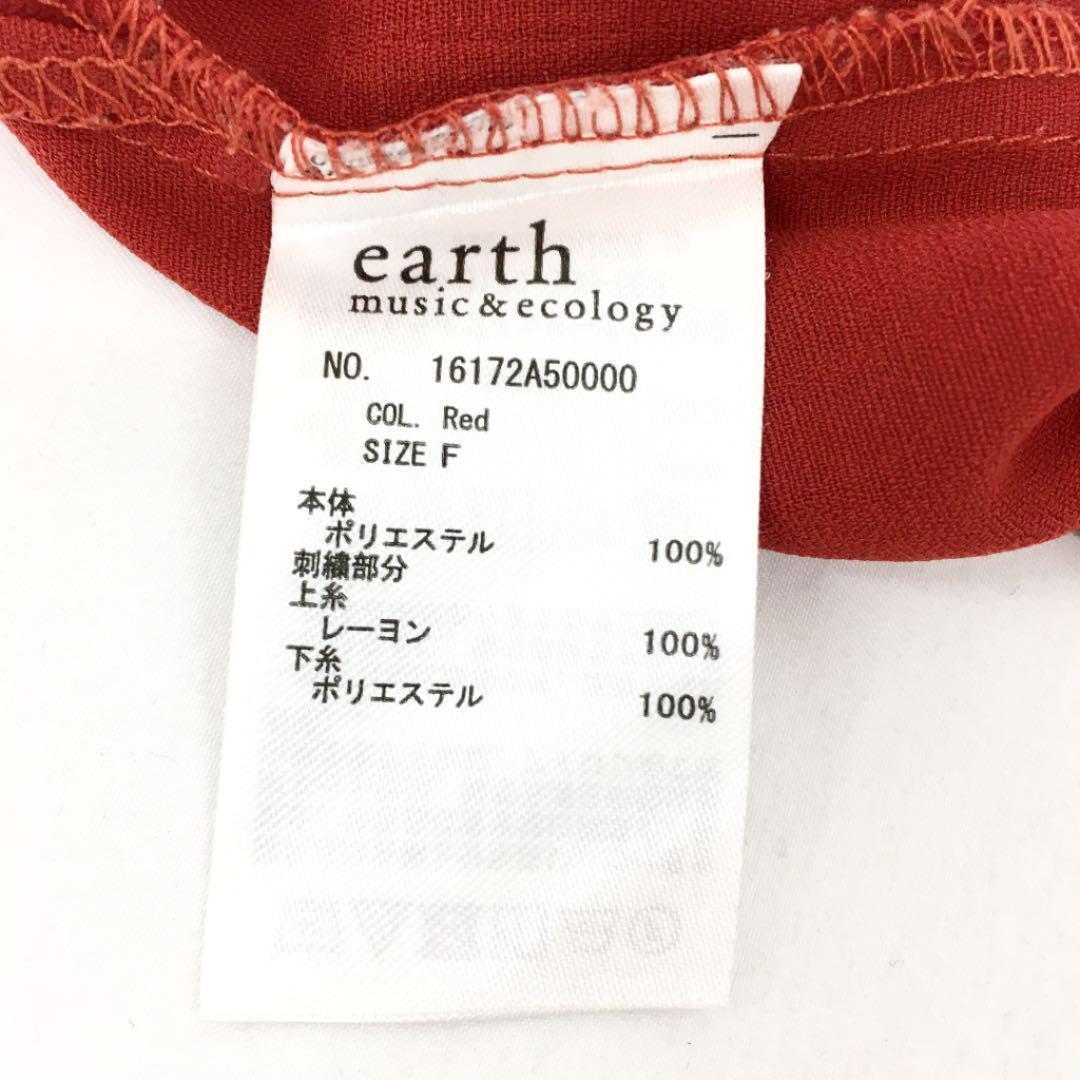 earth
music&ecology
NO. 16172A50000
COL. Red
SIZE F
本体
ポリエステル 100%
刺繍部分
上糸
レーヨン 100%
下糸
ポリエステル 100%